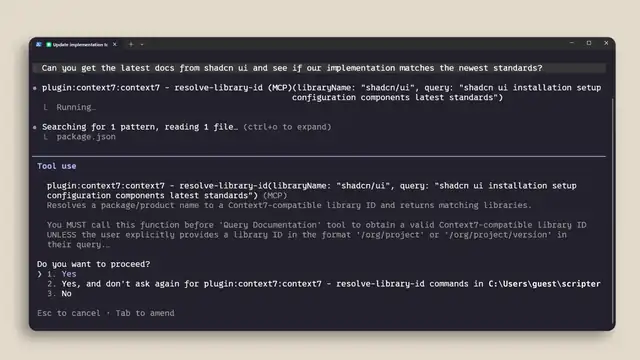 Update implementation to
Can you get the latest docs from shadcn ui and see if our implementation matches the newest standards?
plugin:context7:context7 - resolve-library-id (MCP)(libraryName: "shadcn/ui", query: "shadcn ui installation setup
configuration components latest standards")
Running…
Searching for 1 pattern, reading 1 file… (ctrl+o to expand)
package.json
Tool use
plugin:context7:context7 - resolve-library-id(libraryName: "shadcn/ui", query: "shadcn ui installation setup
configuration components latest standards") (MCP)
Resolves a package/product name to a Context7-compatible library ID and returns matching libraries.
You MUST call this function before 'Query Documentation' tool to obtain a valid Context7-compatible library ID
UNLESS the user explicitly provides a library ID in the format '/org/project' or '/org/project/version' in
their query.…
Do you want to proceed?
❯ 1. Yes
2. Yes, and don't ask again for plugin:context7:context7 - resolve-library-id commands in C:\Users\guest\scripter
3. No
Esc to cancel · Tab to amend